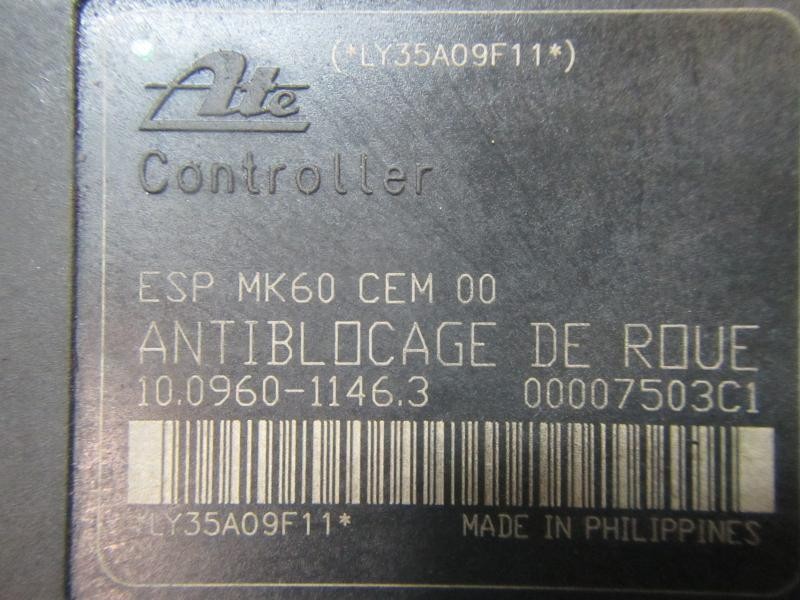 (*LY35A09F11*)
Ate
Controller
ESP MK60 CEM 00
ANTIBLOCAGE DE ROUE
10.0960-1146.3 00007503C1
*LY35A09F11* MADE IN PHILIPPINES